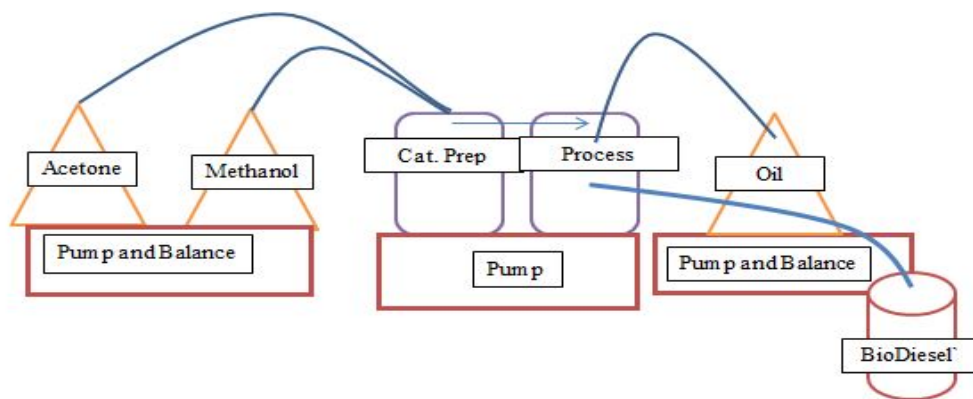 Acetone
Methanol
Cat. Prep
Process
Oil
Pump and Balance
Pump
Pump and Balance
BioDiesel`